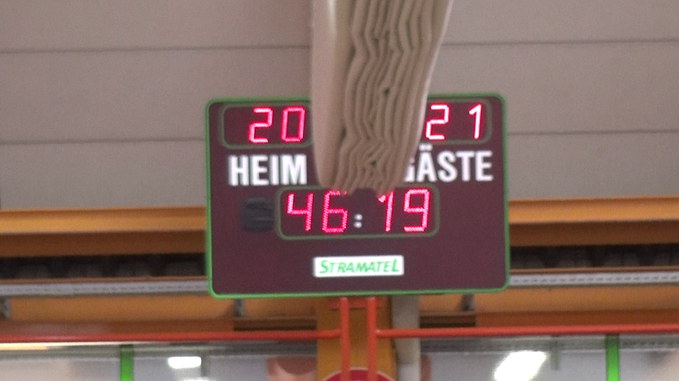 20 21
HEIM GÄSTE
46:19
STRAMATEL